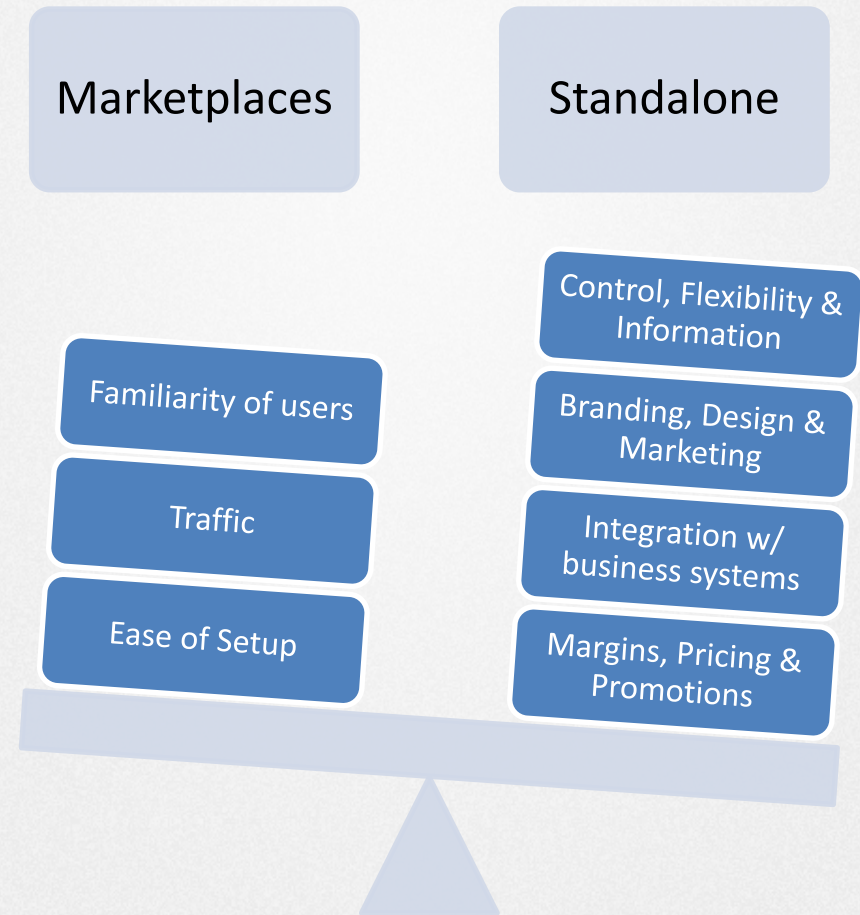 Marketplaces
Standalone
Familiarity of users
Traffic
Ease of Setup
Control, Flexibility &
Information
Branding, Design &
Marketing
Integration w/
business systems
Margins, Pricing &
Promotions